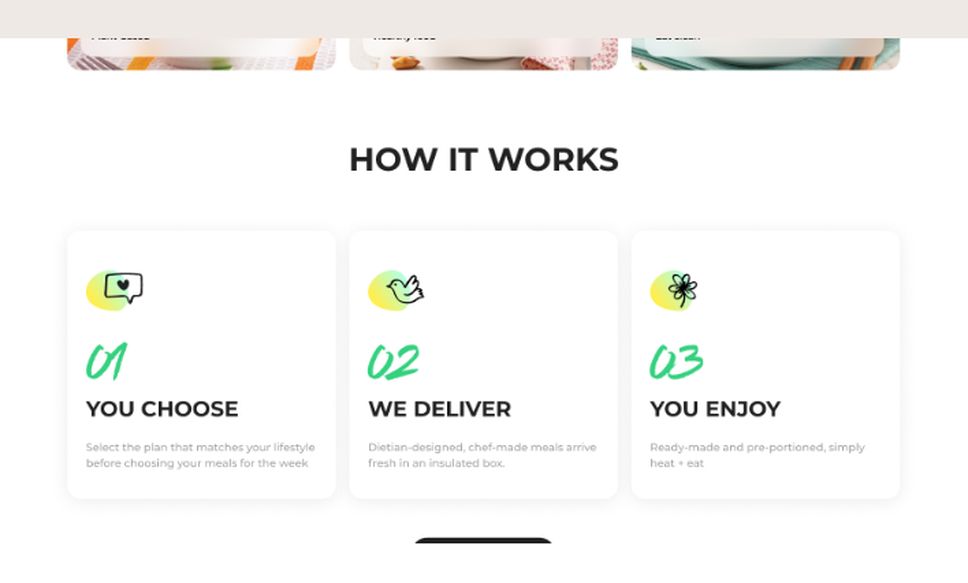 HOW IT WORKS
01
YOU CHOOSE
Select the plan that matches your lifestyle
before choosing your meals for the week
02
WE DELIVER
Dietian-designed, chef-made meals arrive
fresh in an insulated box.
03
YOU ENJOY
Ready-made and pre-portioned, simply
heat + eat